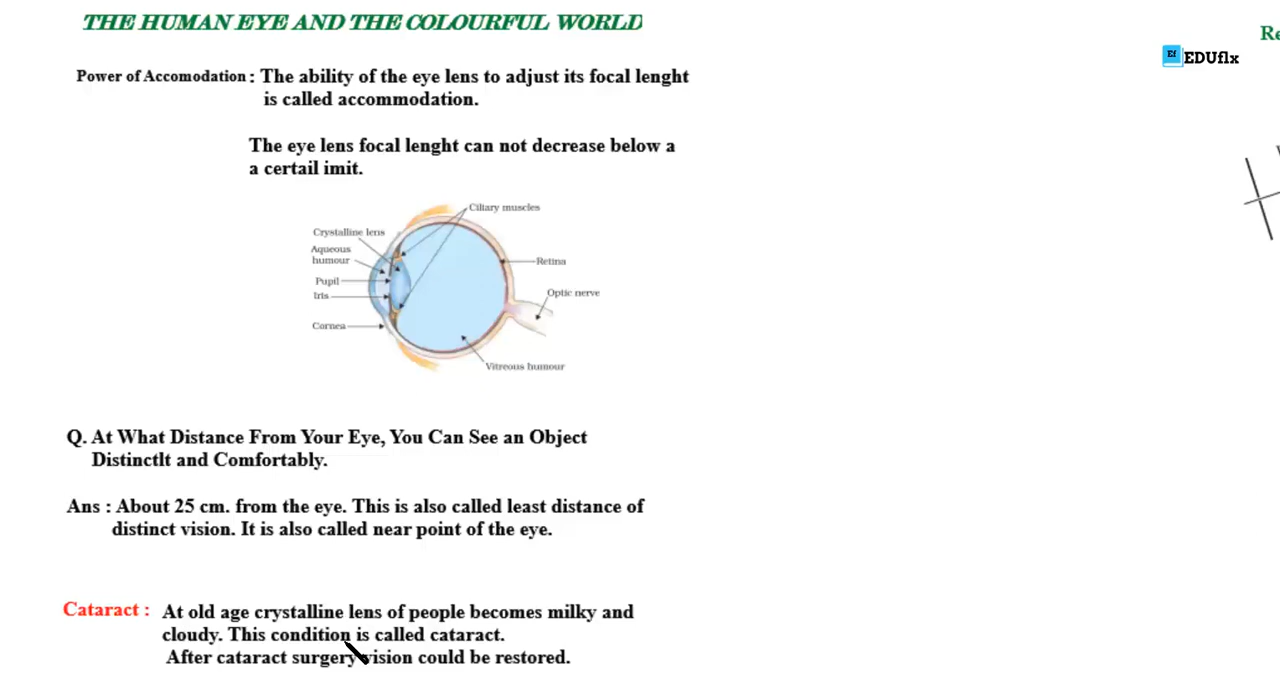 THE HUMAN EYE AND THE COLOURFUL WORLD
Re
Ef EDUflx
Power of Accomodation : The ability of the eye lens to adjust its focal lenght
is called accommodation.
The eye lens focal lenght can not decrease below a
a certail imit.
Ciliary muscles
Crystalline lens
Aqueous
humour
Retina
Pupil
Optic nerve
Iris
Cornea
Vitreous humour
Q. At What Distance From Your Eye, You Can See an Object
Distinctlt and Comfortably.
Ans : About 25 cm. from the eye. This is also called least distance of
distinct vision. It is also called near point of the eye.
Cataract : At old age crystalline lens of people becomes milky and
cloudy. This condition is called cataract.
After cataract surgery vision could be restored.